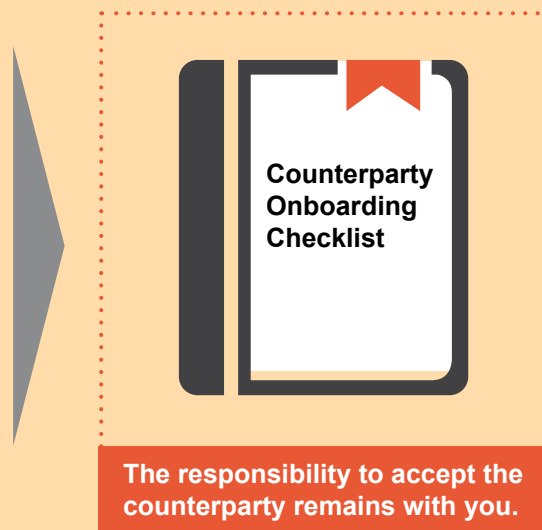 Counterparty
Onboarding
Checklist
The responsibility to accept the
counterparty remains with you.